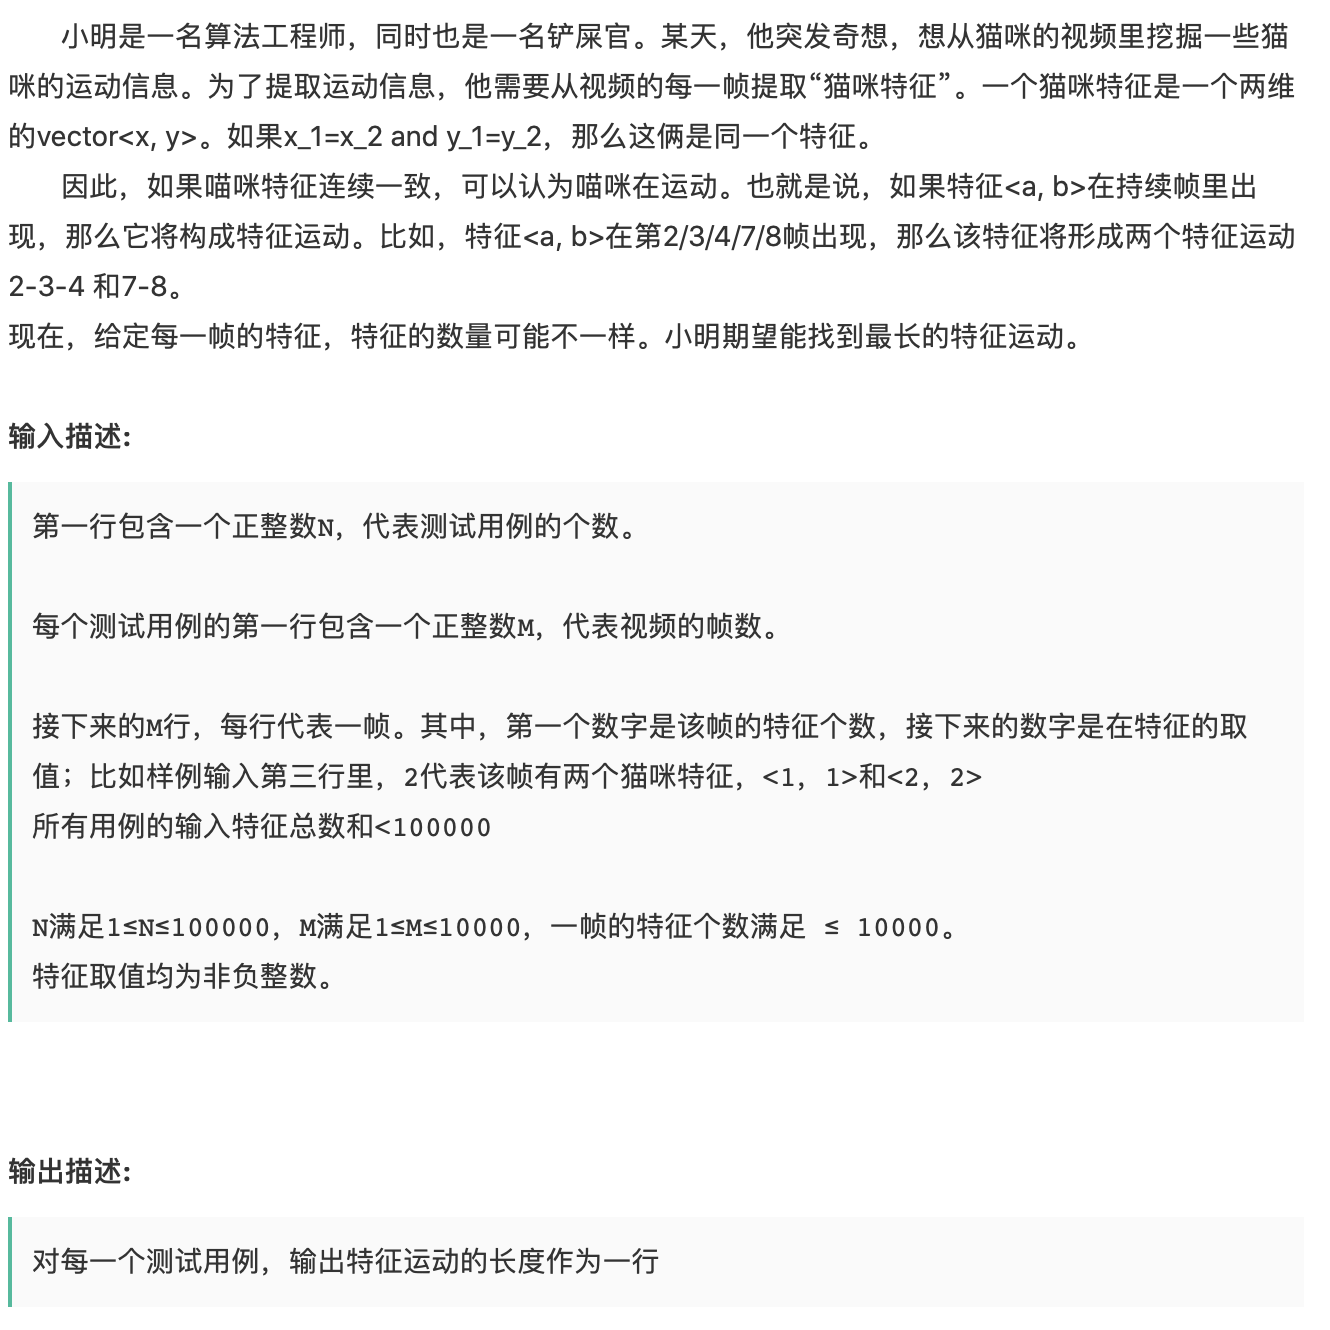 小明是一名算法工程师，同时也是一名铲屎官。某天，他突发奇想，想从猫咪的视频里挖掘一些猫
咪的运动信息。为了提取运动信息，他需要从视频的每一帧提取“猫咪特征”。一个猫咪特征是一个两维
的vector<x, y>。如果x_1=x_2 and y_1=y_2，那么这俩是同一个特征。
因此，如果喵咪特征连续一致，可以认为喵咪在运动。也就是说，如果特征<a, b>在持续帧里出
现，那么它将构成特征运动。比如，特征<a, b>在第2/3/4/7/8帧出现，那么该特征将形成两个特征运动
2-3-4 和7-8。
现在，给定每一帧的特征，特征的数量可能不一样。小明期望能找到最长的特征运动。
输入描述:
第一行包含一个正整数N，代表测试用例的个数。
每个测试用例的第一行包含一个正整数M，代表视频的帧数。
接下来的M行，每行代表一帧。其中，第一个数字是该帧的特征个数，接下来的数字是在特征的取
值；比如样例输入第三行里，2代表该帧有两个猫咪特征，<1，1>和<2，2>
所有用例的输入特征总数和<100000
N满足1≤N≤100000，M满足1≤M≤10000，一帧的特征个数满足 ≤ 10000。
特征取值均为非负整数。
输出描述:
对每一个测试用例，输出特征运动的长度作为一行